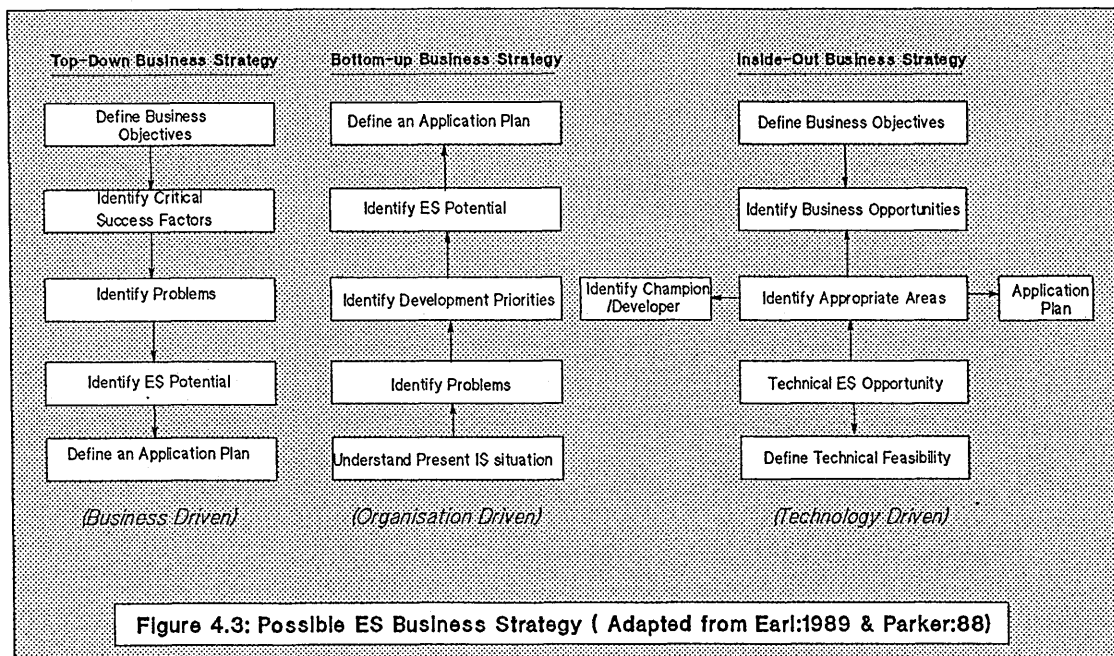 Top-Down Business Strategy
Define Business
Objectives
Identify Critical
Success Factors
Identify Problems
Identify ES Potential
Define an Application Plan
(Business Driven)
Bottom-up Business Strategy
Define an Application Plan
Identify ES Potential
Identify Development Priorities
Identify Problems
Understand Present IS situation
(Organisation Driven)
Inside-Out Business Strategy
Define Business Objectives
Identify Business Opportunities
Identify Champion
/Developer
Identify Appropriate Areas
Application
Plan
Technical ES Opportunity
Define Technical Feasibility
(Technology Driven)
Figure 4.3: Possible ES Business Strategy ( Adapted from Earl:1989 & Parker:88)